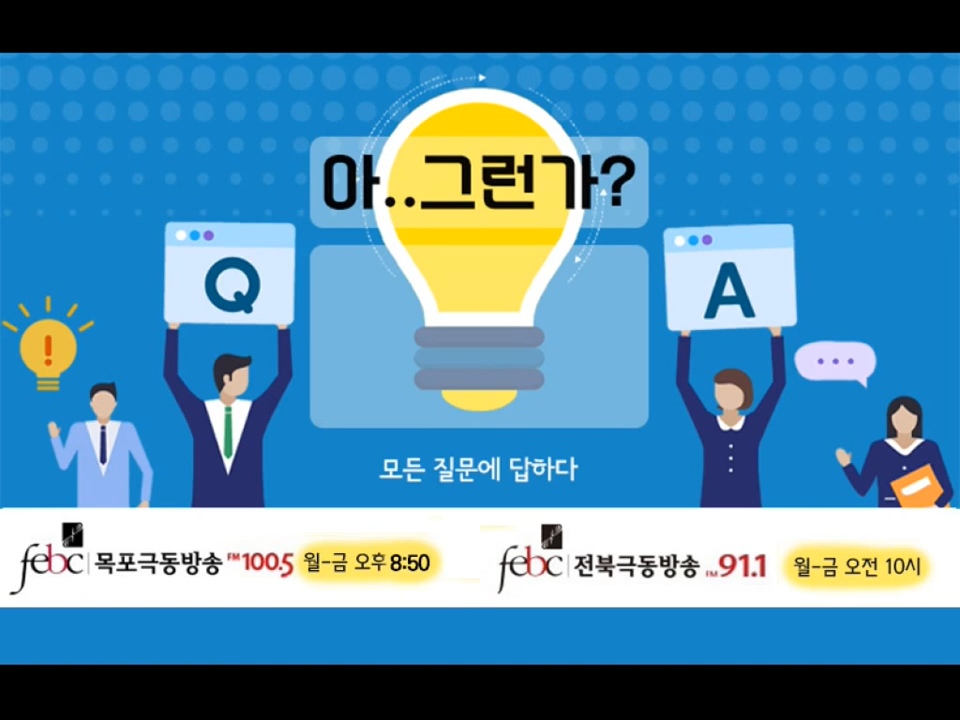 아..그런가?
Q
A
!
모든 질문에 답하다
febc 목포극동방송 FM 100.5 월-금 오후 8:50
febc 전북극동방송 FM 91.1 월-금 오전 10시